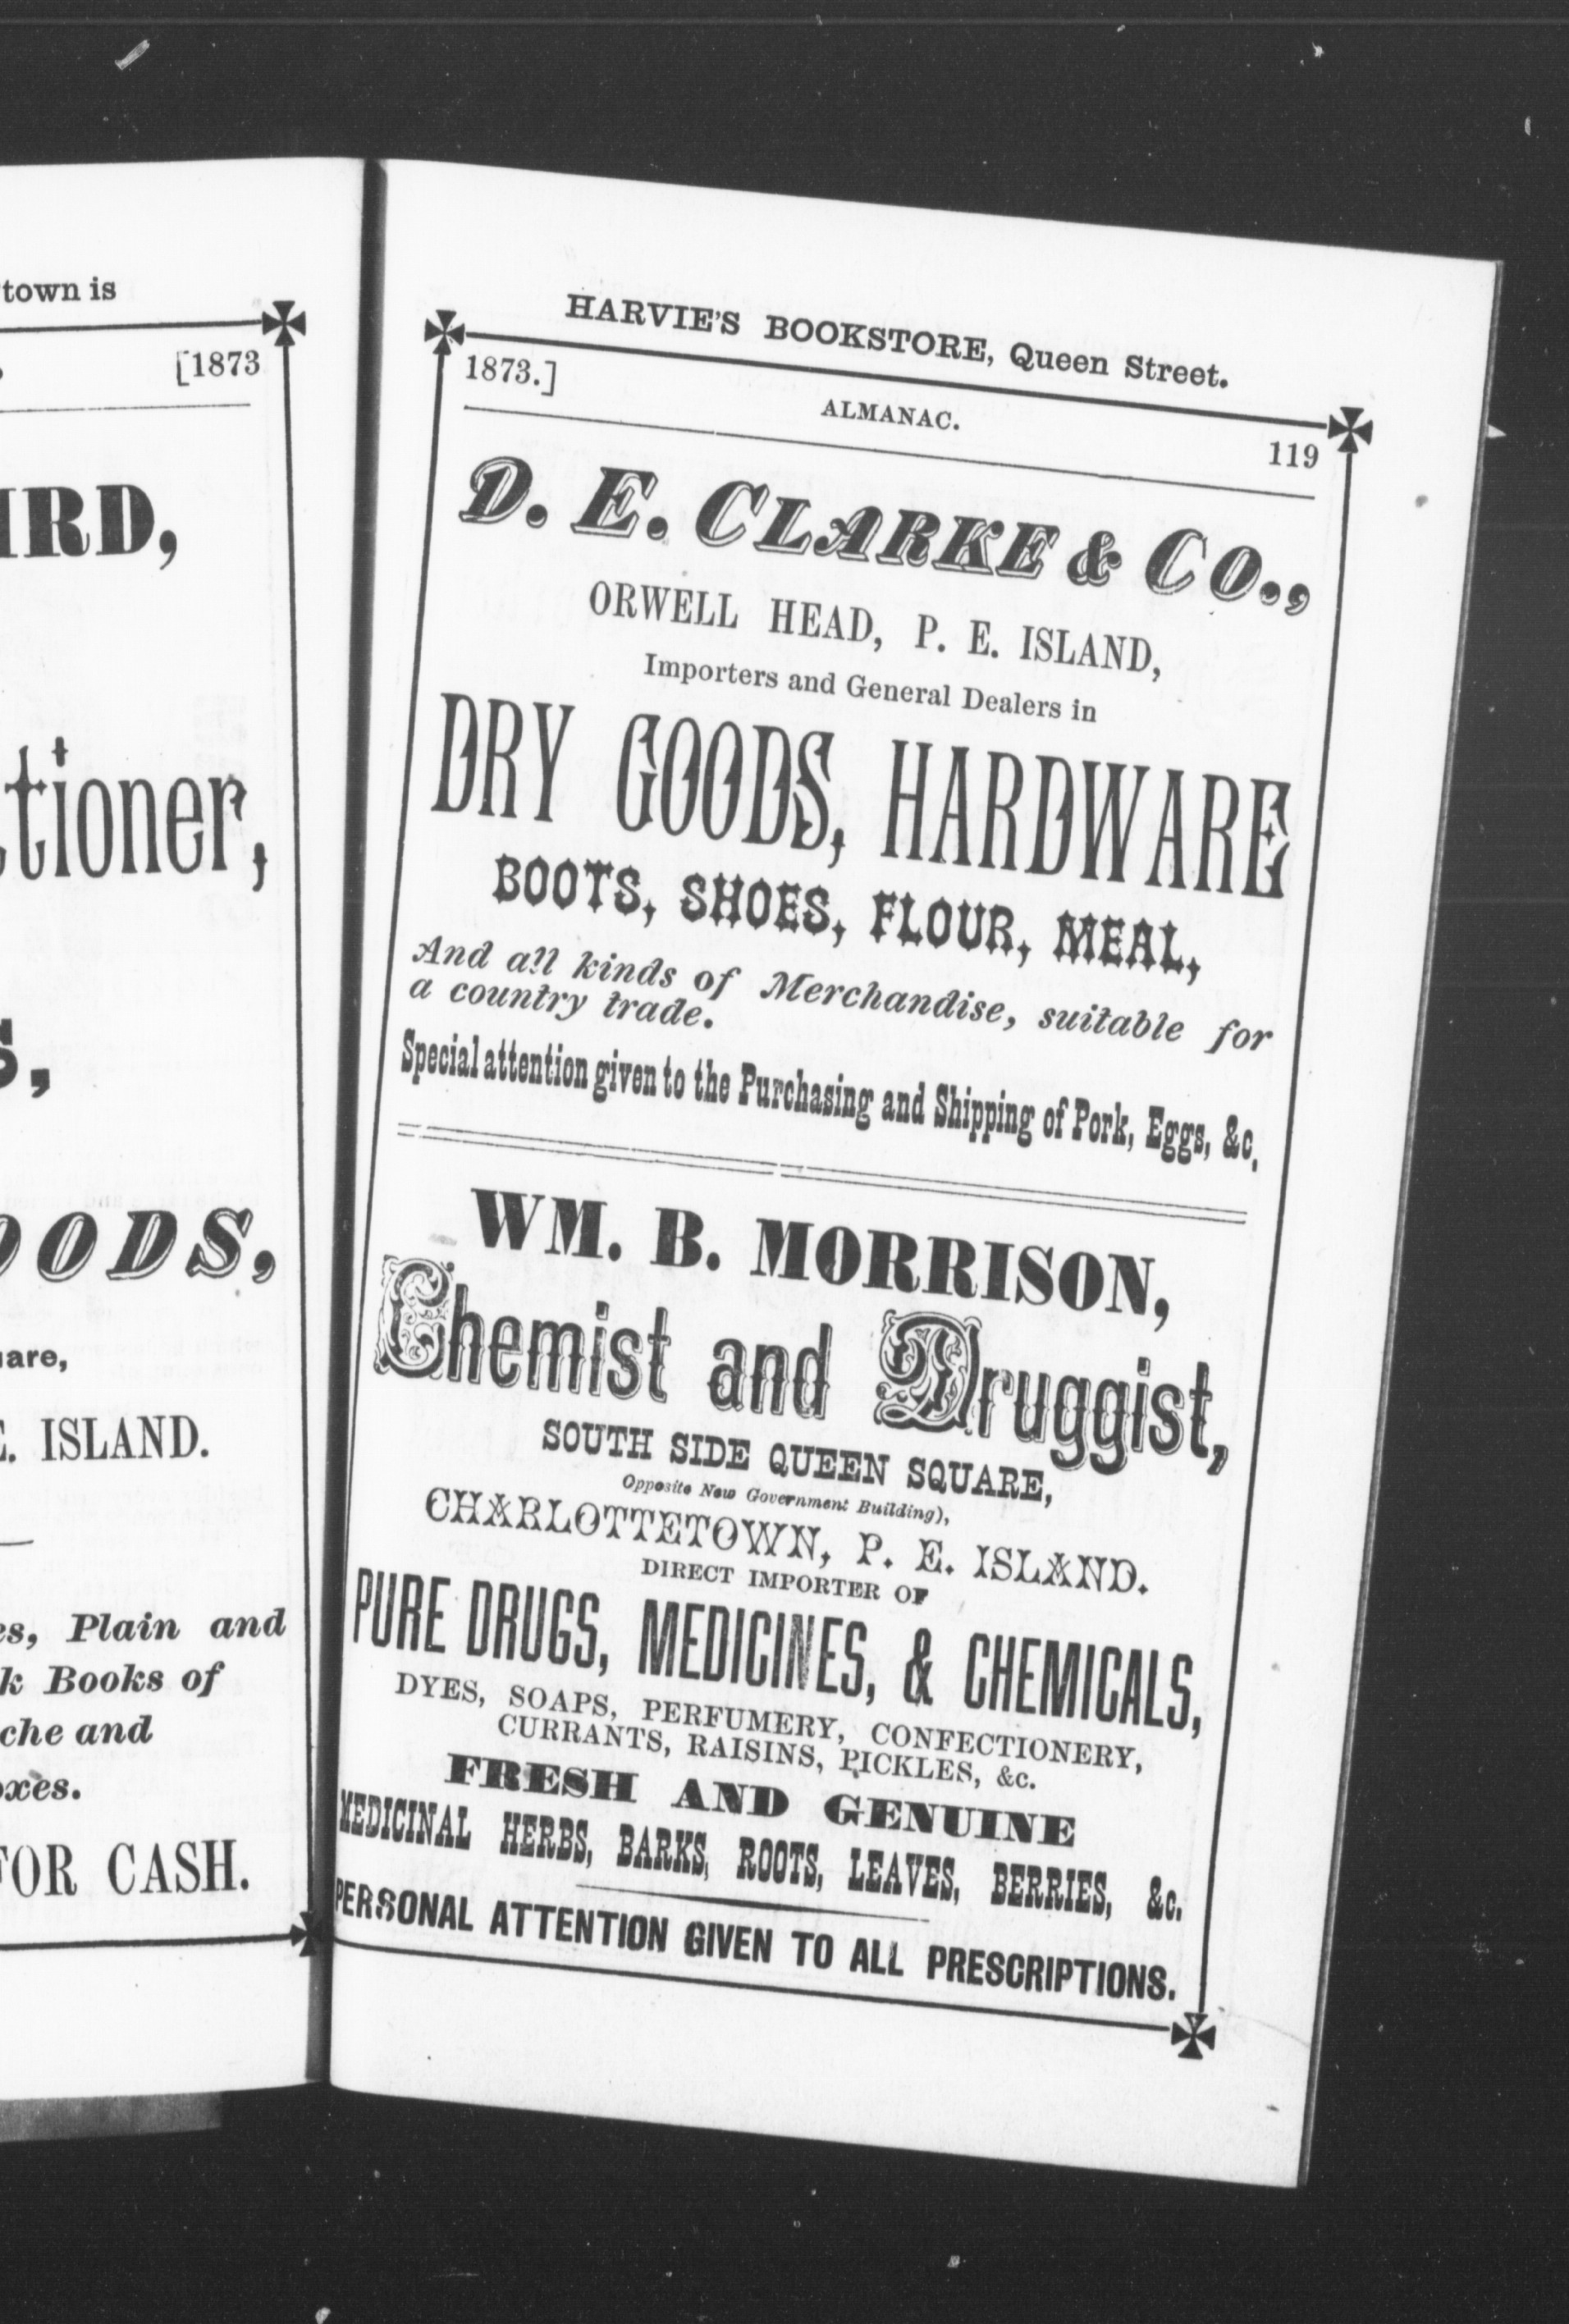 town is
[1873
IRD,
tioner,
S,
OODS,
are,
E. ISLAND.
es, Plain and
k Books of
che and
oxes.
FOR CASH.
HARVIE'S BOOKSTORE, Queen Street.
1873.] ALMANAC. 119
D. E. CLARKE & CO.,
ORWELL HEAD, P. E. ISLAND,
Importers and General Dealers in
DRY GOODS, HARDWARE
BOOTS, SHOES, FLOUR, MEAL,
And all kinds of Merchandise, suitable for
a country trade.
Special attention given to the Purchasing and Shipping of Pork, Eggs, &c.
WM. B. MORRISON,
Chemist and Druggist,
SOUTH SIDE QUEEN SQUARE,
Opposite New Government Building),
CHARLOTTETOWN, P. E. ISLAND.
DIRECT IMPORTER OF
PURE DRUGS, MEDICINES, & CHEMICALS,
DYES, SOAPS, PERFUMERY, CONFECTIONERY,
CURRANTS, RAISINS, PICKLES, &c.
FRESH AND GENUINE
MEDICINAL HERBS, BARKS, ROOTS, LEAVES, BERRIES, &c.
PERSONAL ATTENTION GIVEN TO ALL PRESCRIPTIONS.